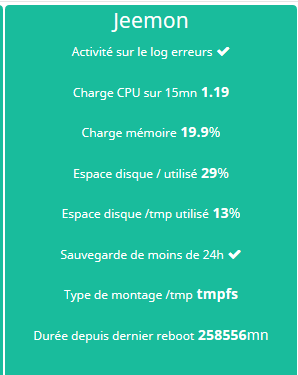 Jeemon
Activité sur le log erreurs ✔
Charge CPU sur 15mn 1.19
Charge mémoire 19.9%
Espace disque / utilisé 29%
Espace disque /tmp utilisé 13%
Sauvegarde de moins de 24h ✔
Type de montage /tmp tmpfs
Durée depuis dernier reboot 258556mn